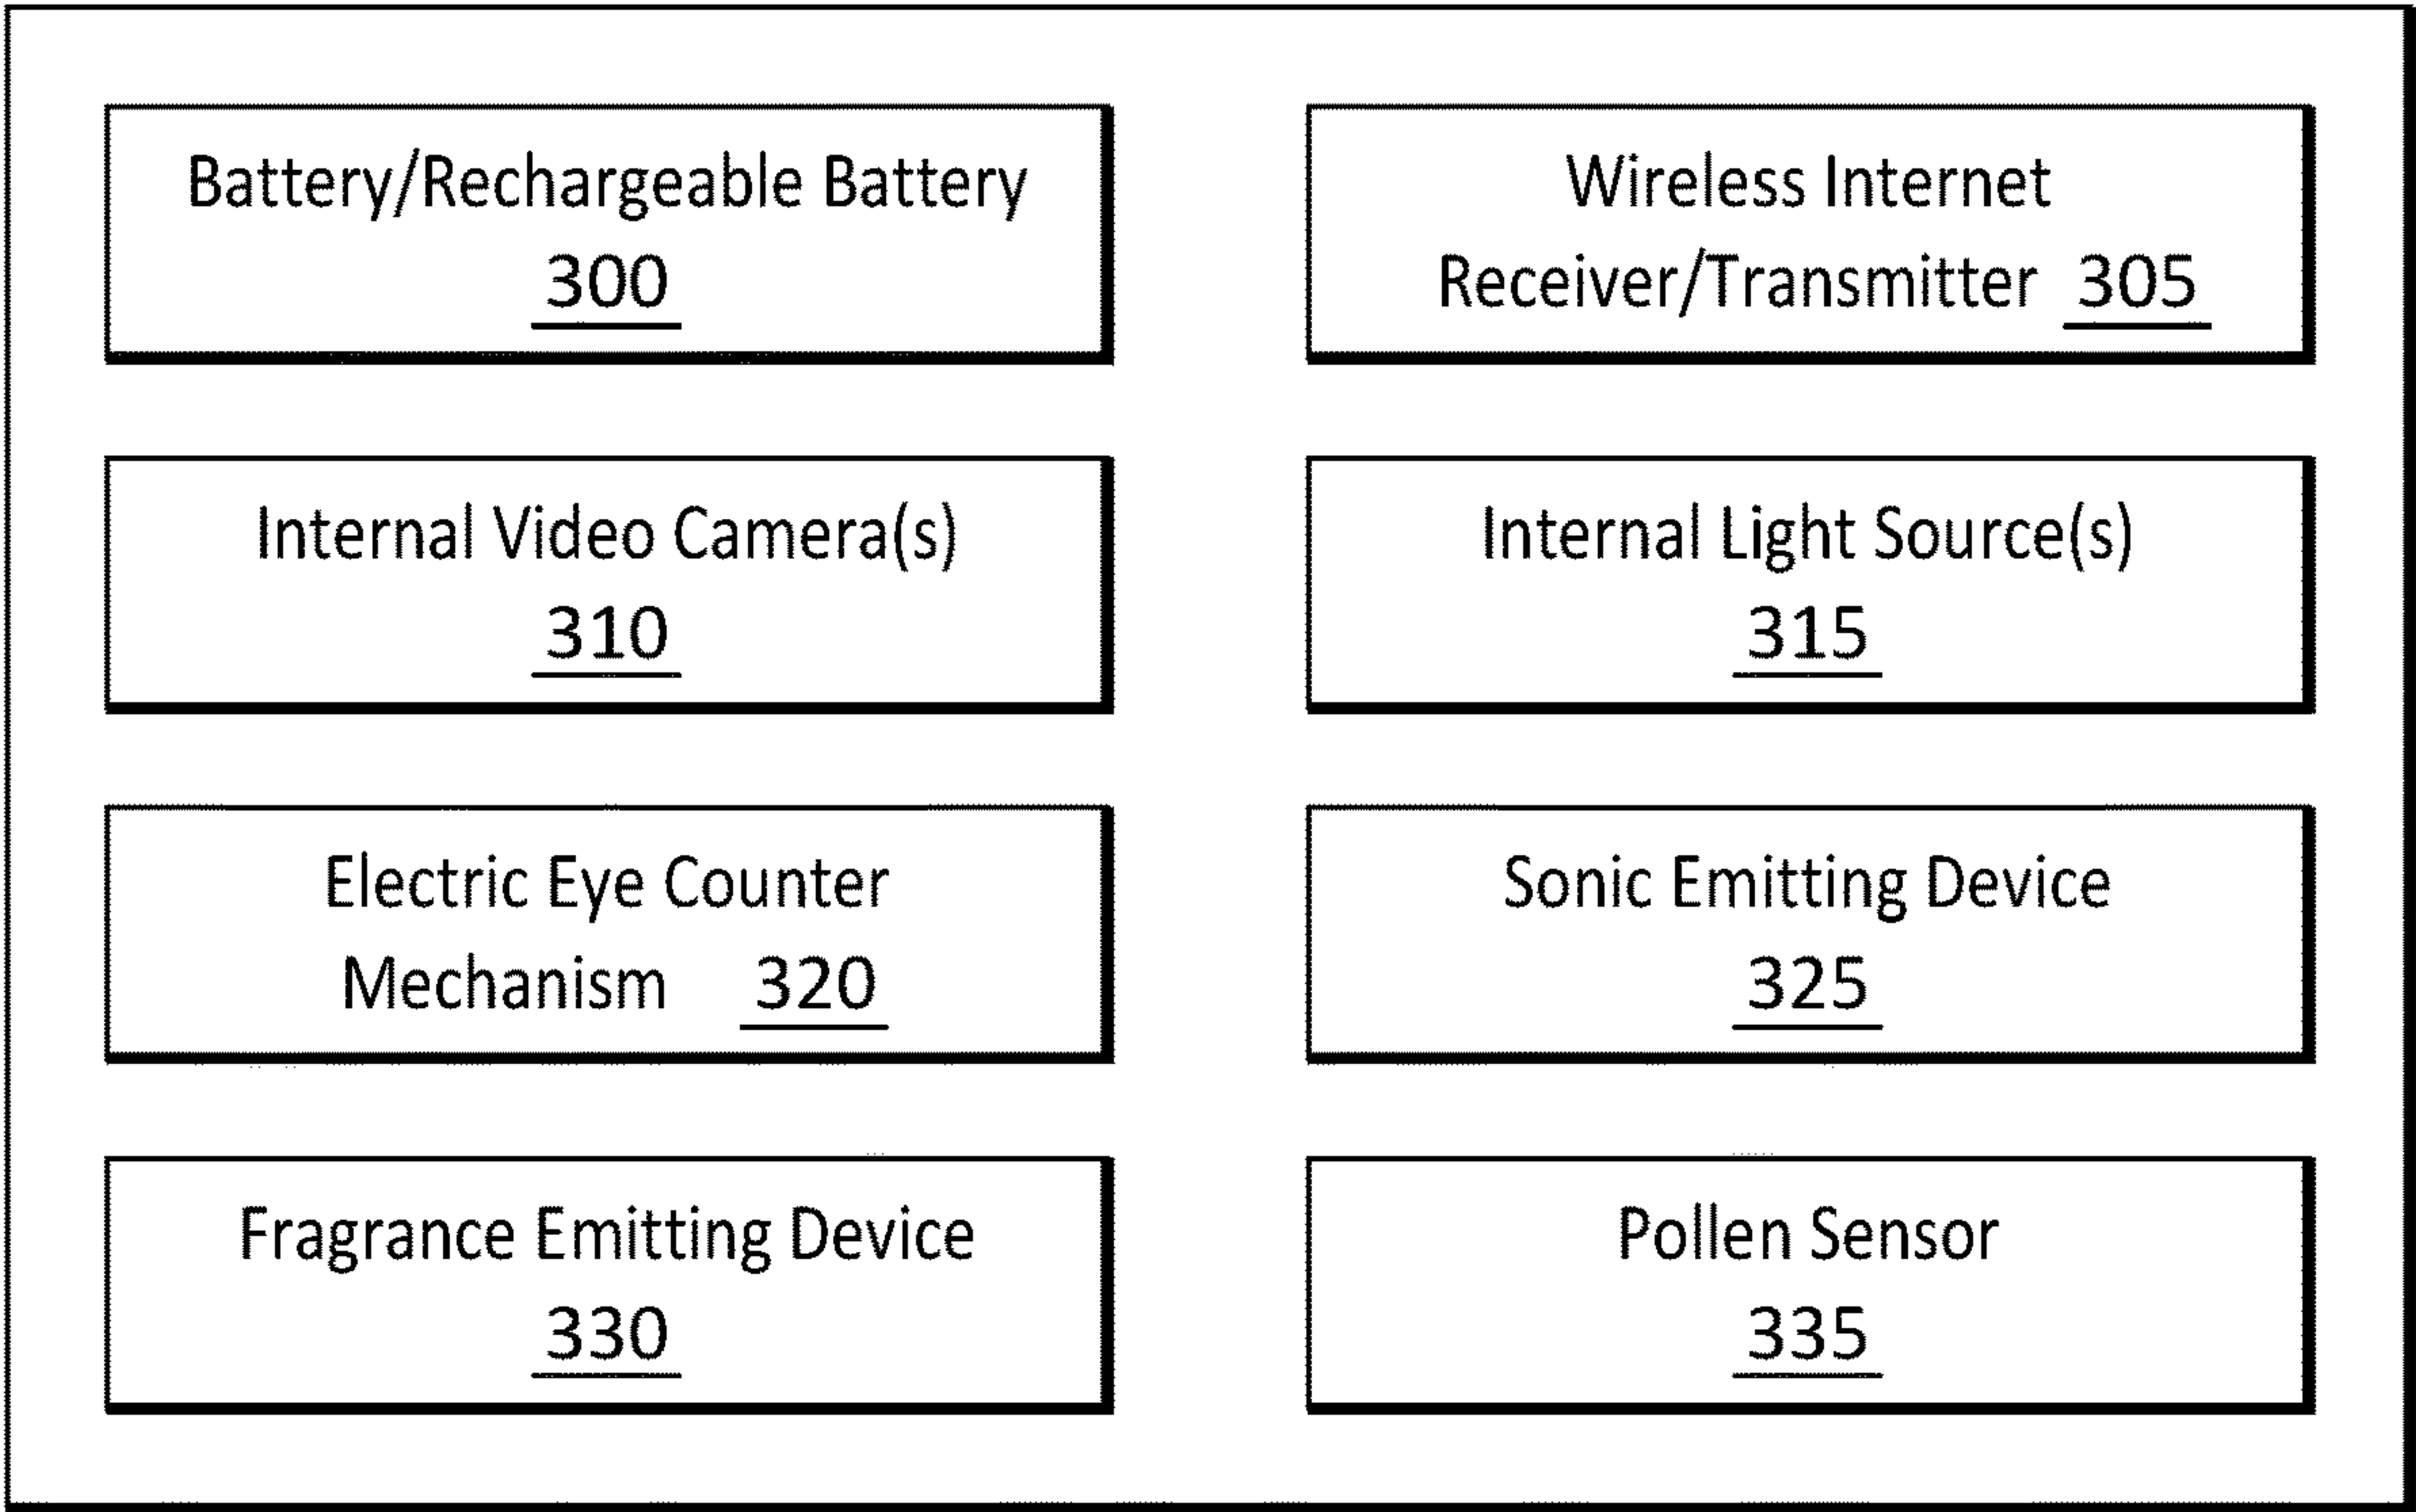 Battery/Rechargeable Battery
300
Wireless Internet
Receiver/Transmitter 305
Internal Video Camera(s)
310
Internal Light Source(s)
315
Electric Eye Counter
Mechanism 320
Sonic Emitting Device
325
Fragrance Emitting Device
330
Pollen Sensor
335